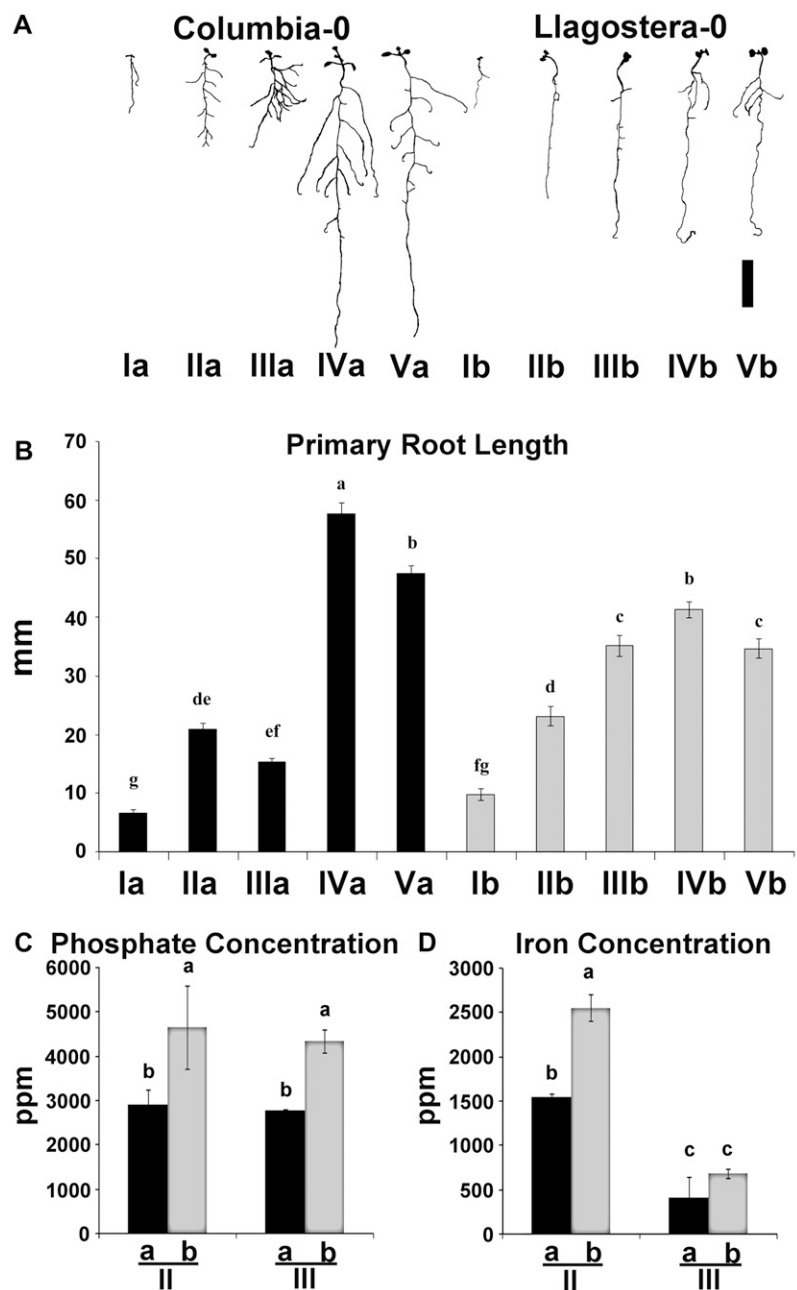 A
Columbia-0 Llagostera-0
Ia IIa IIIa IVa Va Ib IIb IIIb IVb Vb
B Primary Root Length
70
60
50
40
30
20
10
0
mm
g de ef a b fg d c b c
Ia IIa IIIa IVa Va Ib IIb IIIb IVb Vb
C Phosphate Concentration
6000
5000
4000
3000
2000
1000
0
ppm
b a b a
a b a b
II III
D Iron Concentration
3000
2500
2000
1500
1000
500
0
ppm
b a c c
a b a b
II III